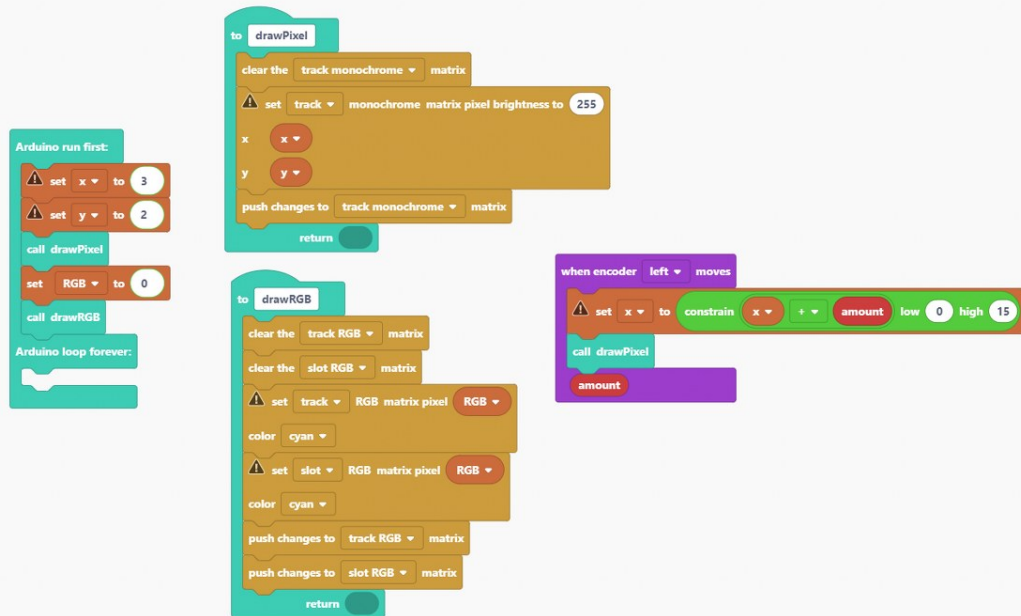 Arduino run first:
set x to 3
set y to 2
call drawPixel
set RGB to 0
call drawRGB
Arduino loop forever:
to drawPixel
clear the track monochrome matrix
set track monochrome matrix pixel brightness to 255
x x
y y
push changes to track monochrome matrix
return
to drawRGB
clear the track RGB matrix
clear the slot RGB matrix
set track RGB matrix pixel RGB
color cyan
set slot RGB matrix pixel RGB
color cyan
push changes to track RGB matrix
push changes to slot RGB matrix
return
when encoder left moves
set x to constrain x + amount low 0 high 15
call drawPixel
amount